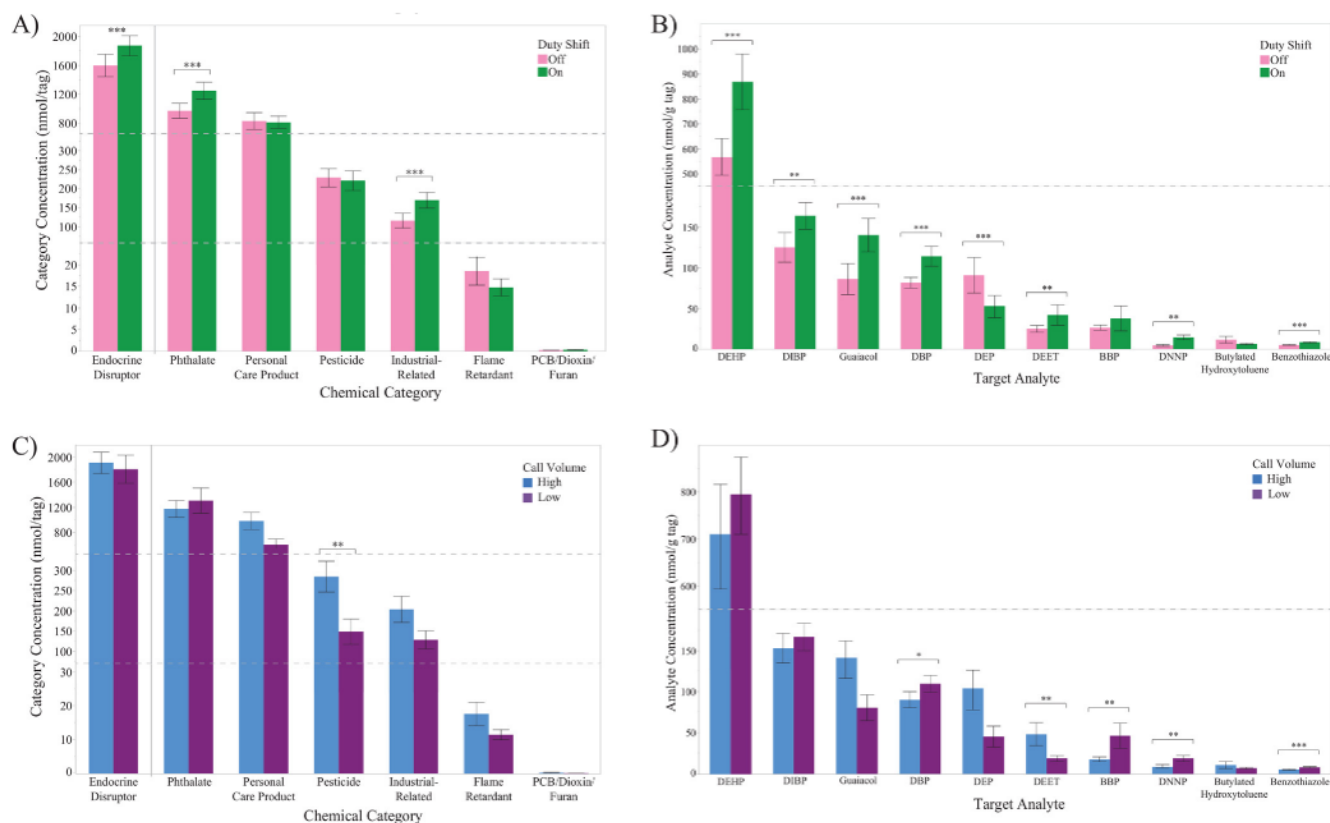 A)
***
2000
1600
1200
800
300
250
200
150
100
20
15
10
5
0
Category Concentration (nmol/tag)
***
***
Duty Shift
Off
On
Endocrine
Disruptor
Phthalate
Personal
Care Product
Pesticide
Industrial-
Related
Flame
Retardant
PCB/Dioxin/
Furan
Chemical Category
B)
***
900
800
700
600
500
150
100
50
0
Analyte Concentration (nmol/g tag)
**
***
***
***
**
**
***
Duty Shift
Off
On
DEHP
DIBP
Guaiacol
DBP
DEP
DEET
BBP
DNNP
Butylated
Hydroxytoluene
Benzothiazole
Target Analyte
C)
2000
1600
1200
800
300
250
200
150
100
30
20
10
0
Category Concentration (nmol/tag)
**
Call Volume
High
Low
Endocrine
Disruptor
Phthalate
Personal
Care Product
Pesticide
Industrial-
Related
Flame
Retardant
PCB/Dioxin/
Furan
Chemical Category
D)
800
700
600
150
100
50
0
Analyte Concentration (nmol/g tag)
*
**
**
**
***
Call Volume
High
Low
DEHP
DIBP
Guaiacol
DBP
DEP
DEET
BBP
DNNP
Butylated
Hydroxytoluene
Benzothiazole
Target Analyte